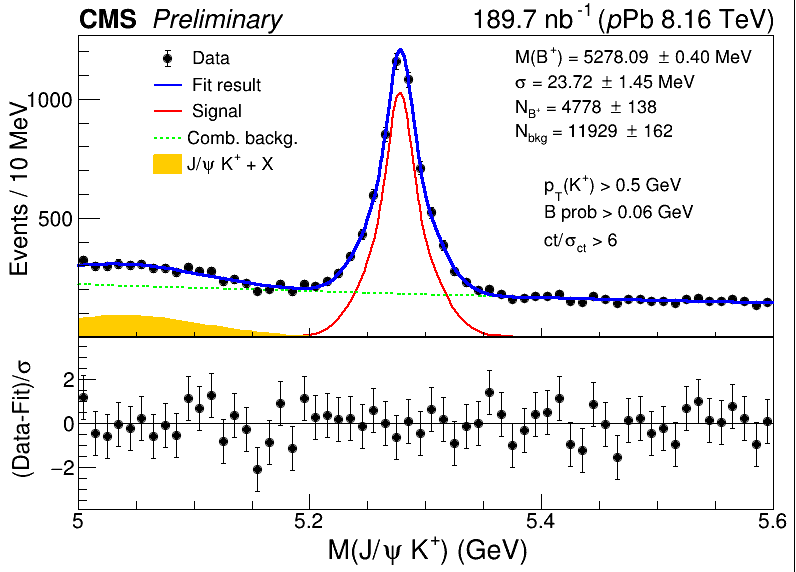 CMS Preliminary 189.7 nb⁻¹ (pPb 8.16 TeV)
Data
Fit result
Signal
Comb. backg.
J/ψ K⁺ + X
M(B⁺) = 5278.09 ± 0.40 MeV
σ = 23.72 ± 1.45 MeV
N_B⁺ = 4778 ± 138
N_bkg = 11929 ± 162
p_T(K⁺) > 0.5 GeV
B prob > 0.06 GeV
ct/σ_ct > 6
Events / 10 MeV
1000
500
(Data-Fit)/σ
2
0
−2
5 5.2 5.4 5.6
M(J/ψ K⁺) (GeV)